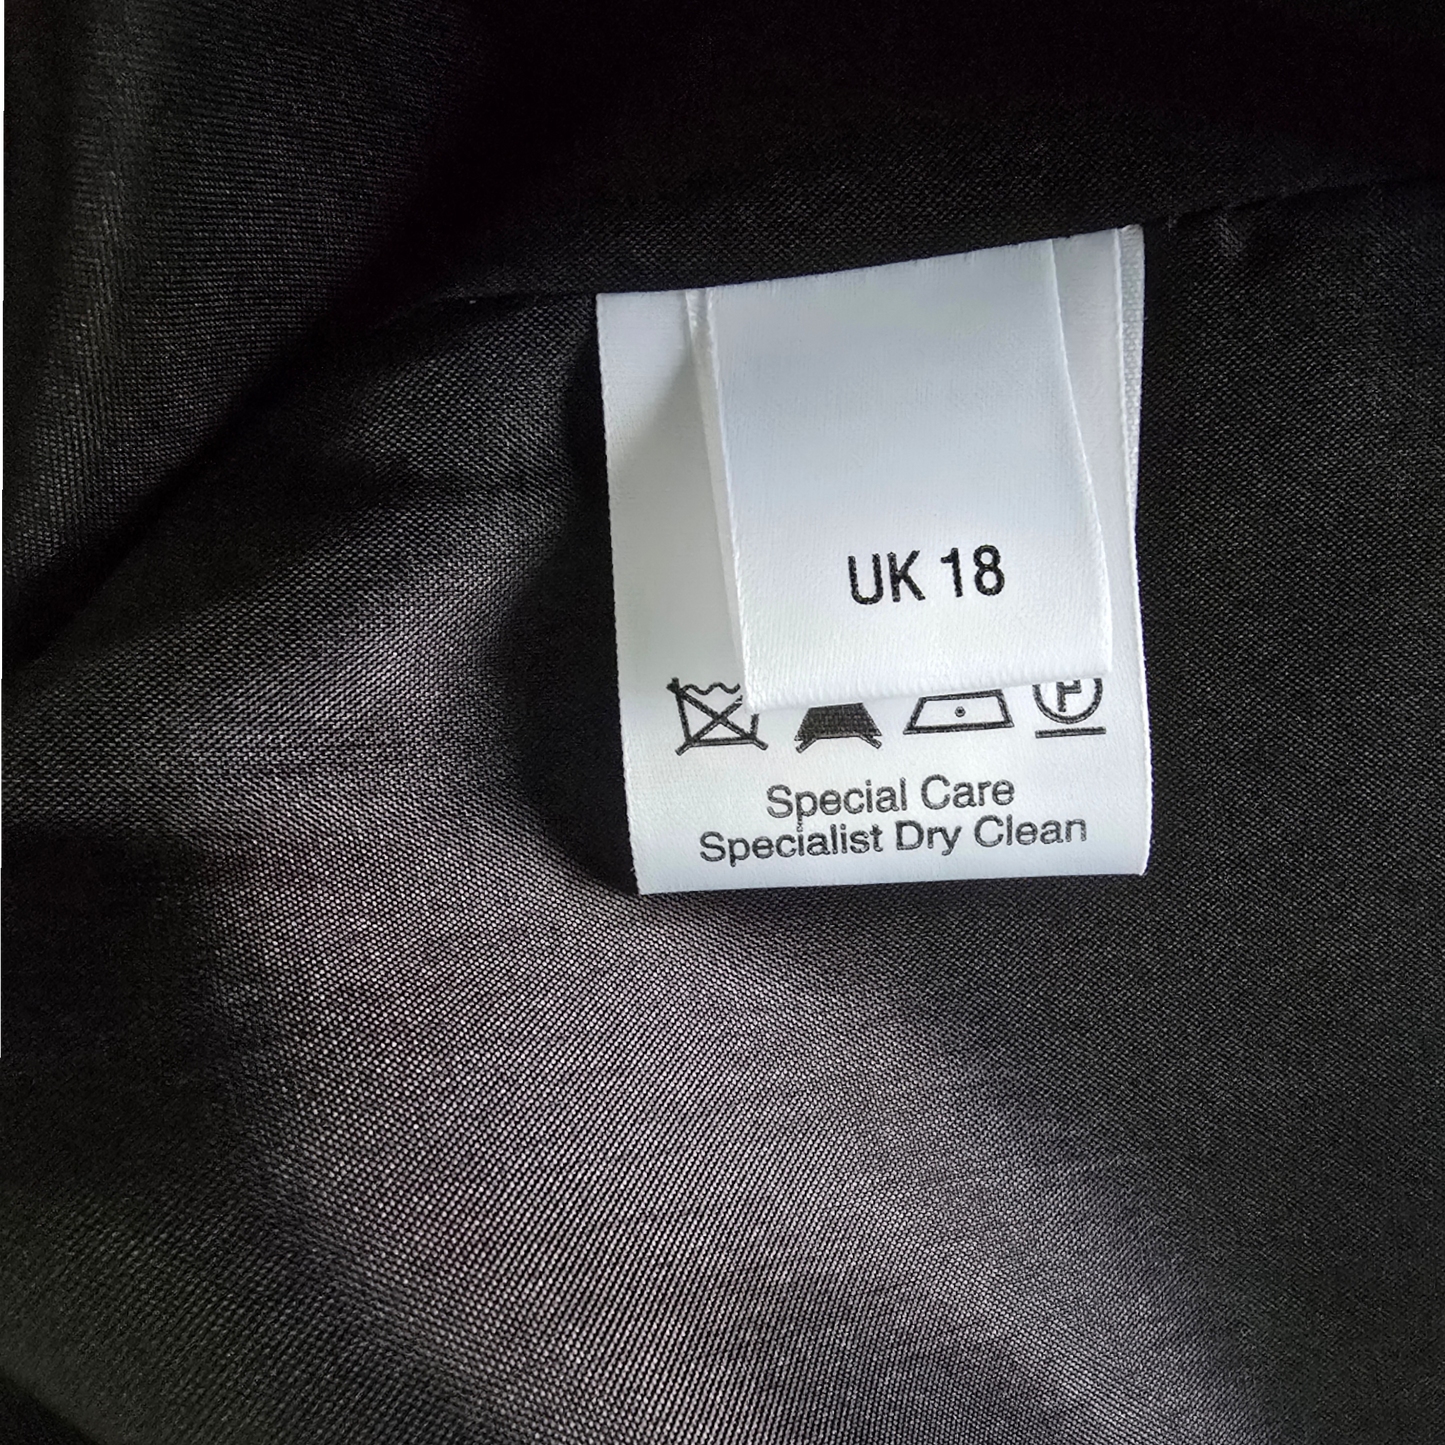 UK 18
P
Special Care
Specialist Dry Clean